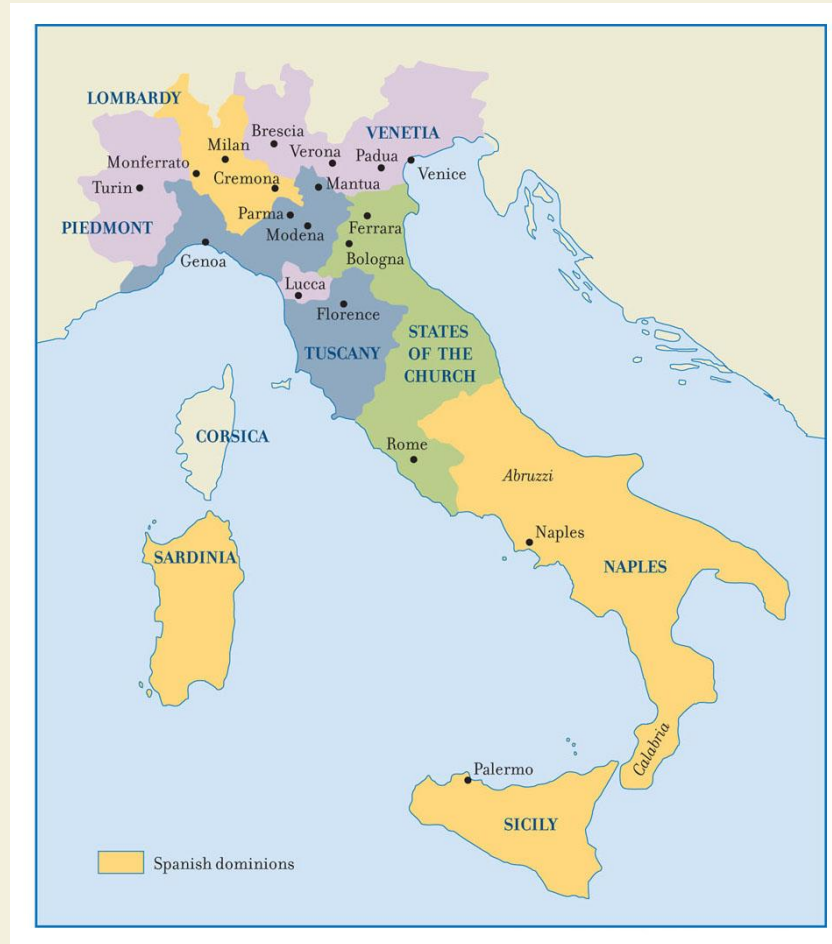 LOMBARDY
Brescia
VENETIA
Milan
Verona
Padua
Monferrato
Venice
Turin
Cremona
Mantua
Parma
Ferrara
PIEDMONT
Modena
Bologna
Genoa
Lucca
Florence
STATES
OF THE
CHURCH
TUSCANY
CORSICA
Rome
Abruzzi
Naples
SARDINIA
NAPLES
Calabria
Palermo
SICILY
Spanish dominions